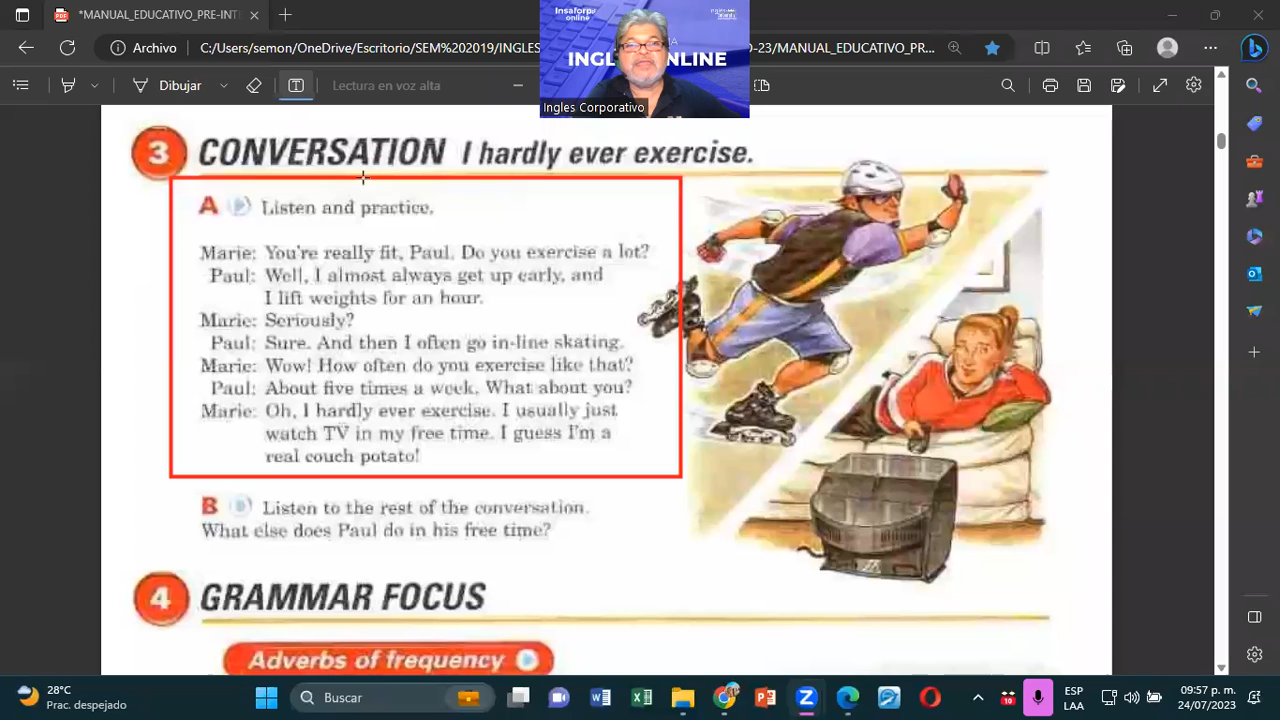 *MANUAL_EDUCATIVO_PRE-INT
Archivo
C:/Users/semon/OneDrive/Escritorio/SEM%202019/INGLES
O-23/MANUAL_EDUCATIVO_PR...
Insaforp
online
INGL NLINE
Ingles Corporativo
Dibujar
Lectura en voz alta
3 CONVERSATION I hardly ever exercise.
A Listen and practice.
Marie: You're really fit, Paul. Do you exercise a lot?
Paul: Well, I almost always get up early, and
I lift weights for an hour.
Marie: Seriously?
Paul: Sure. And then I often go in-line skating.
Marie: Wow! How often do you exercise like that?
Paul: About five times a week. What about you?
Marie: Oh, I hardly ever exercise. I usually just
watch TV in my free time. I guess I'm a
real couch potato!
B Listen to the rest of the conversation.
What else does Paul do in his free time?
4 GRAMMAR FOCUS
Adverbs of frequency
28°C
Prec. despejado
Buscar
10
ESP
LAA
09:57 p. m.
24/07/2023